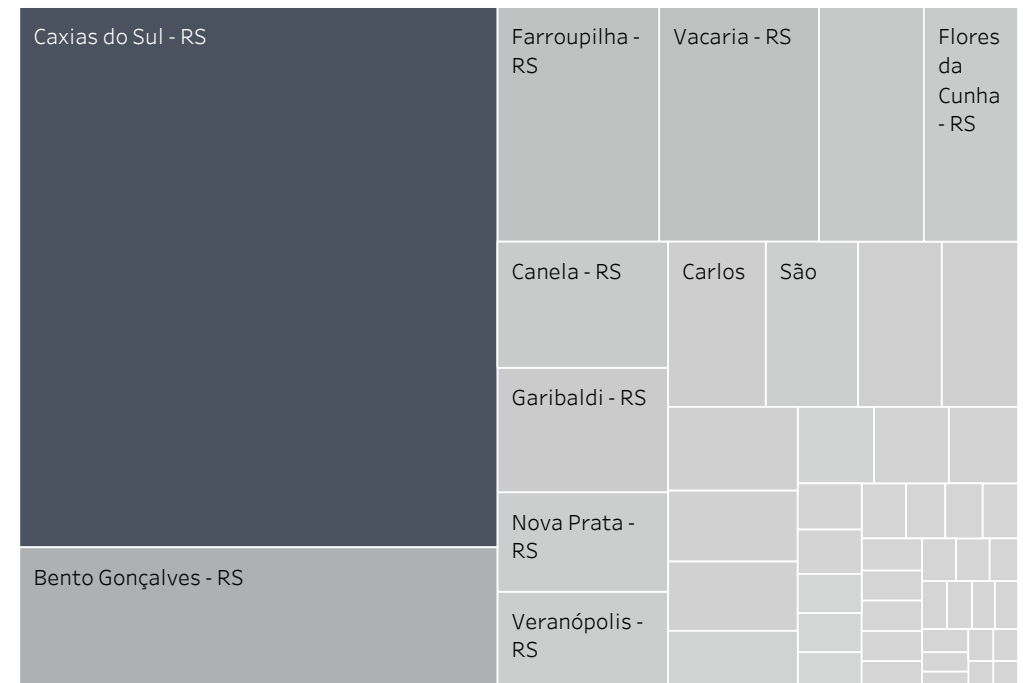 Caxias do Sul - RS
Farroupilha -
RS
Vacaria - RS
Flores
da
Cunha
- RS
Canela - RS
Carlos
São
Garibaldi - RS
Nova Prata -
RS
Bento Gonçalves - RS
Veranópolis -
RS